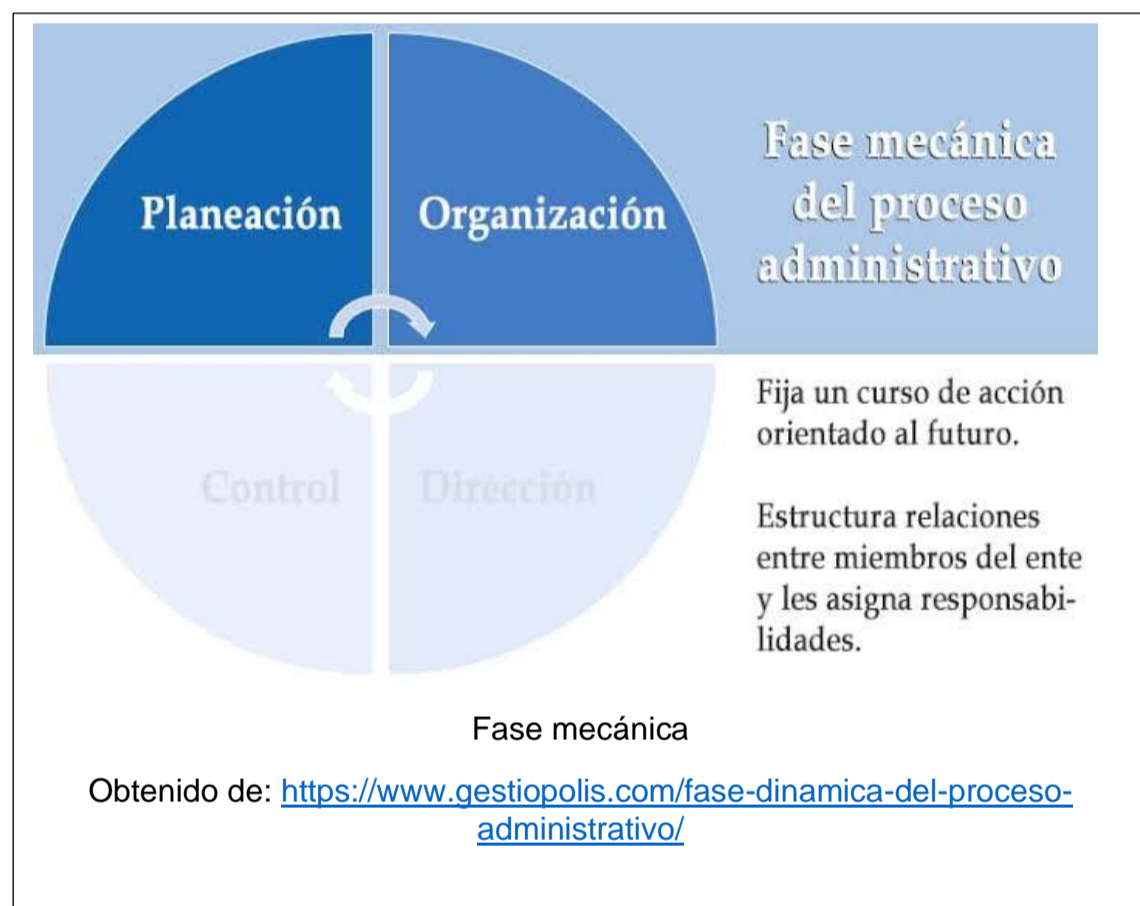 Planeación
Organización
Fase mecánica
del proceso
administrativo
Control
Dirección
Fija un curso de acción
orientado al futuro.
Estructura relaciones
entre miembros del ente
y les asigna responsabi-
lidades.
Fase mecánica
Obtenido de: https://www.gestiopolis.com/fase-dinamica-del-proceso-
administrativo/